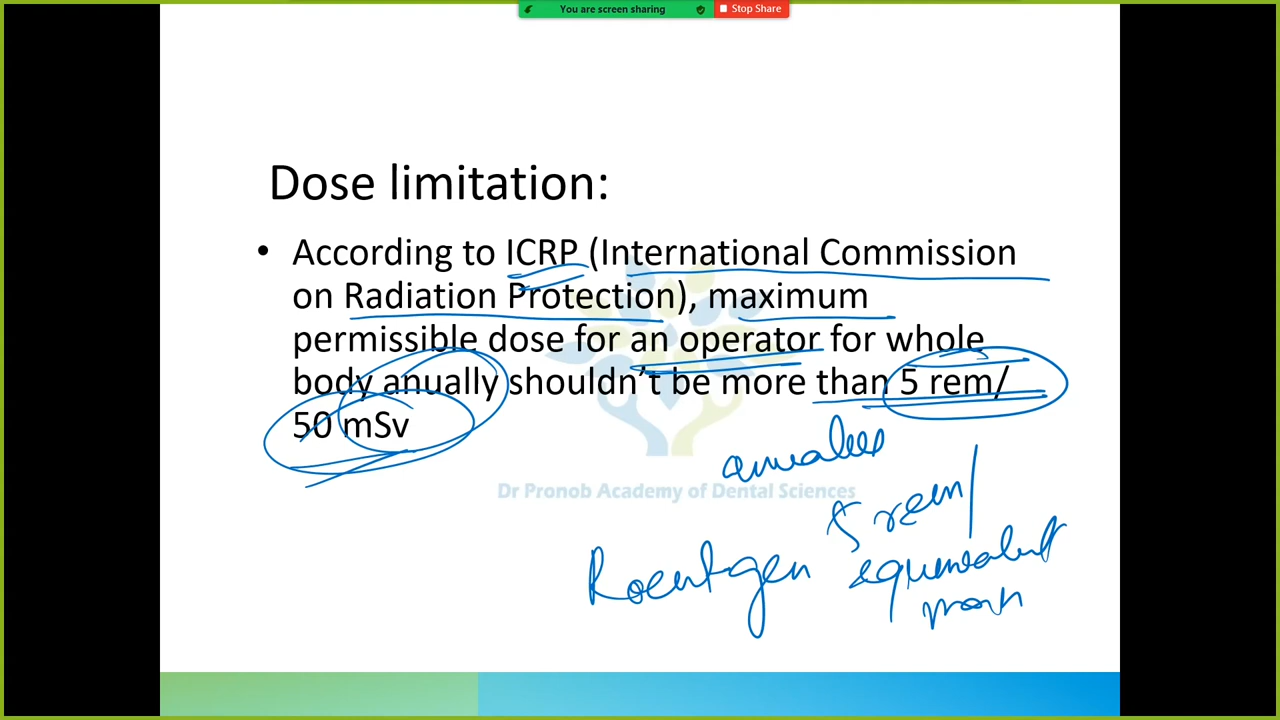 You are screen sharing
Stop Share
Dose limitation:
• According to ICRP (International Commission
on Radiation Protection), maximum
permissible dose for an operator for whole
body anually shouldn't be more than 5 rem/
50 mSv
Dr Pronob Academy of Dental Sciences
5 rem/
Roentgen equivalent